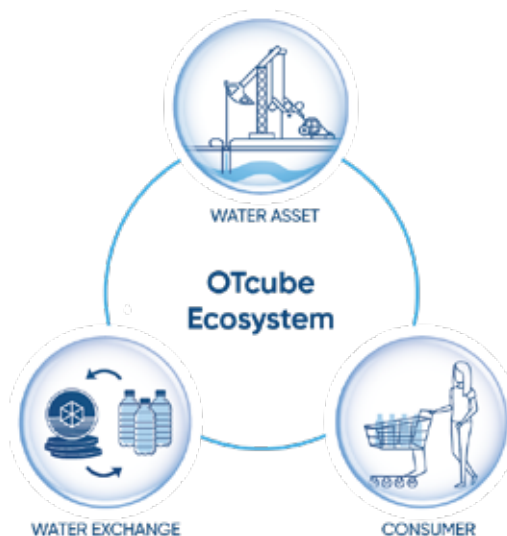 WATER ASSET
OTcube
Ecosystem
WATER EXCHANGE
CONSUMER